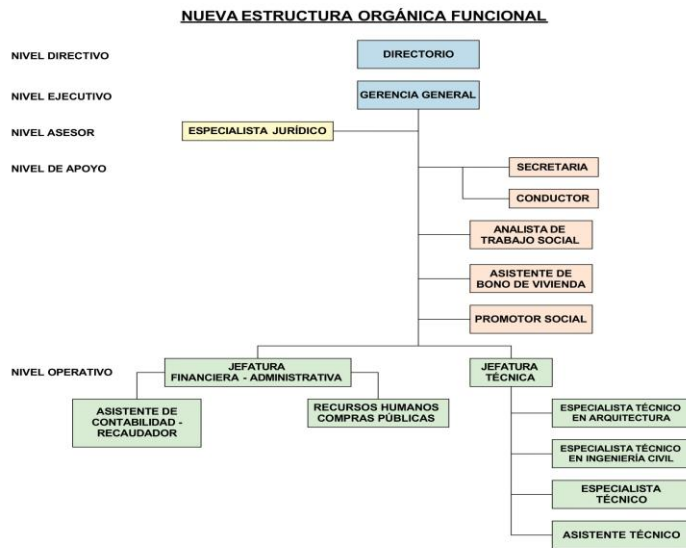 NUEVA ESTRUCTURA ORGÁNICA FUNCIONAL
NIVEL DIRECTIVO
DIRECTORIO
NIVEL EJECUTIVO
GERENCIA GENERAL
NIVEL ASESOR
ESPECIALISTA JURÍDICO
NIVEL DE APOYO
SECRETARIA
CONDUCTOR
ANALISTA DE
TRABAJO SOCIAL
ASISTENTE DE
BONO DE VIVIENDA
PROMOTOR SOCIAL
NIVEL OPERATIVO
JEFATURA
FINANCIERA - ADMINISTRATIVA
JEFATURA
TÉCNICA
ASISTENTE DE
CONTABILIDAD -
RECAUDADOR
RECURSOS HUMANOS
COMPRAS PÚBLICAS
ESPECIALISTA TÉCNICO
EN ARQUITECTURA
ESPECIALISTA TÉCNICO
EN INGENIERÍA CIVIL
ESPECIALISTA
TÉCNICO
ASISTENTE TÉCNICO